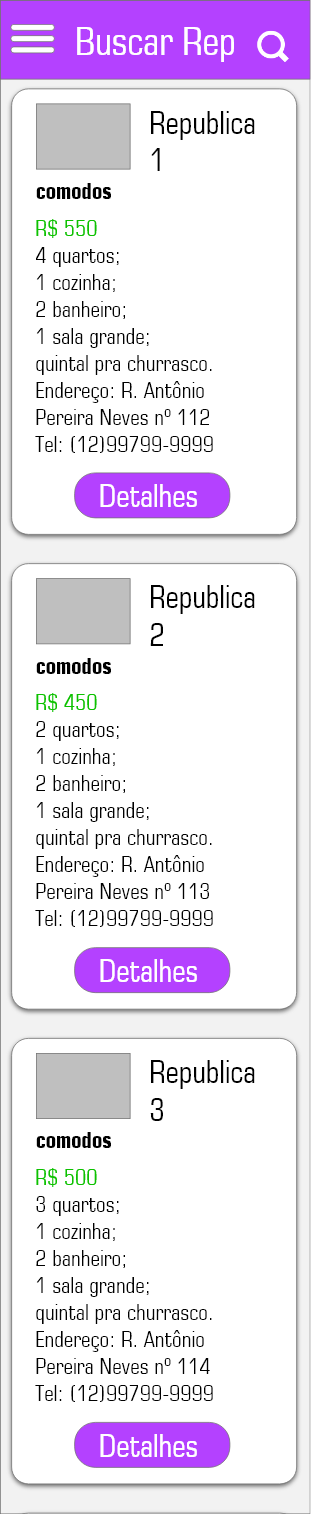 Buscar Rep
Republica
1
comodos
R$ 550
4 quartos;
1 cozinha;
2 banheiro;
1 sala grande;
quintal pra churrasco.
Endereço: R. Antônio
Pereira Neves nº 112
Tel: (12)99799-9999
Detalhes
Republica
2
comodos
R$ 450
2 quartos;
1 cozinha;
2 banheiro;
1 sala grande;
quintal pra churrasco.
Endereço: R. Antônio
Pereira Neves nº 113
Tel: (12)99799-9999
Detalhes
Republica
3
comodos
R$ 500
3 quartos;
1 cozinha;
2 banheiro;
1 sala grande;
quintal pra churrasco.
Endereço: R. Antônio
Pereira Neves nº 114
Tel: (12)99799-9999
Detalhes